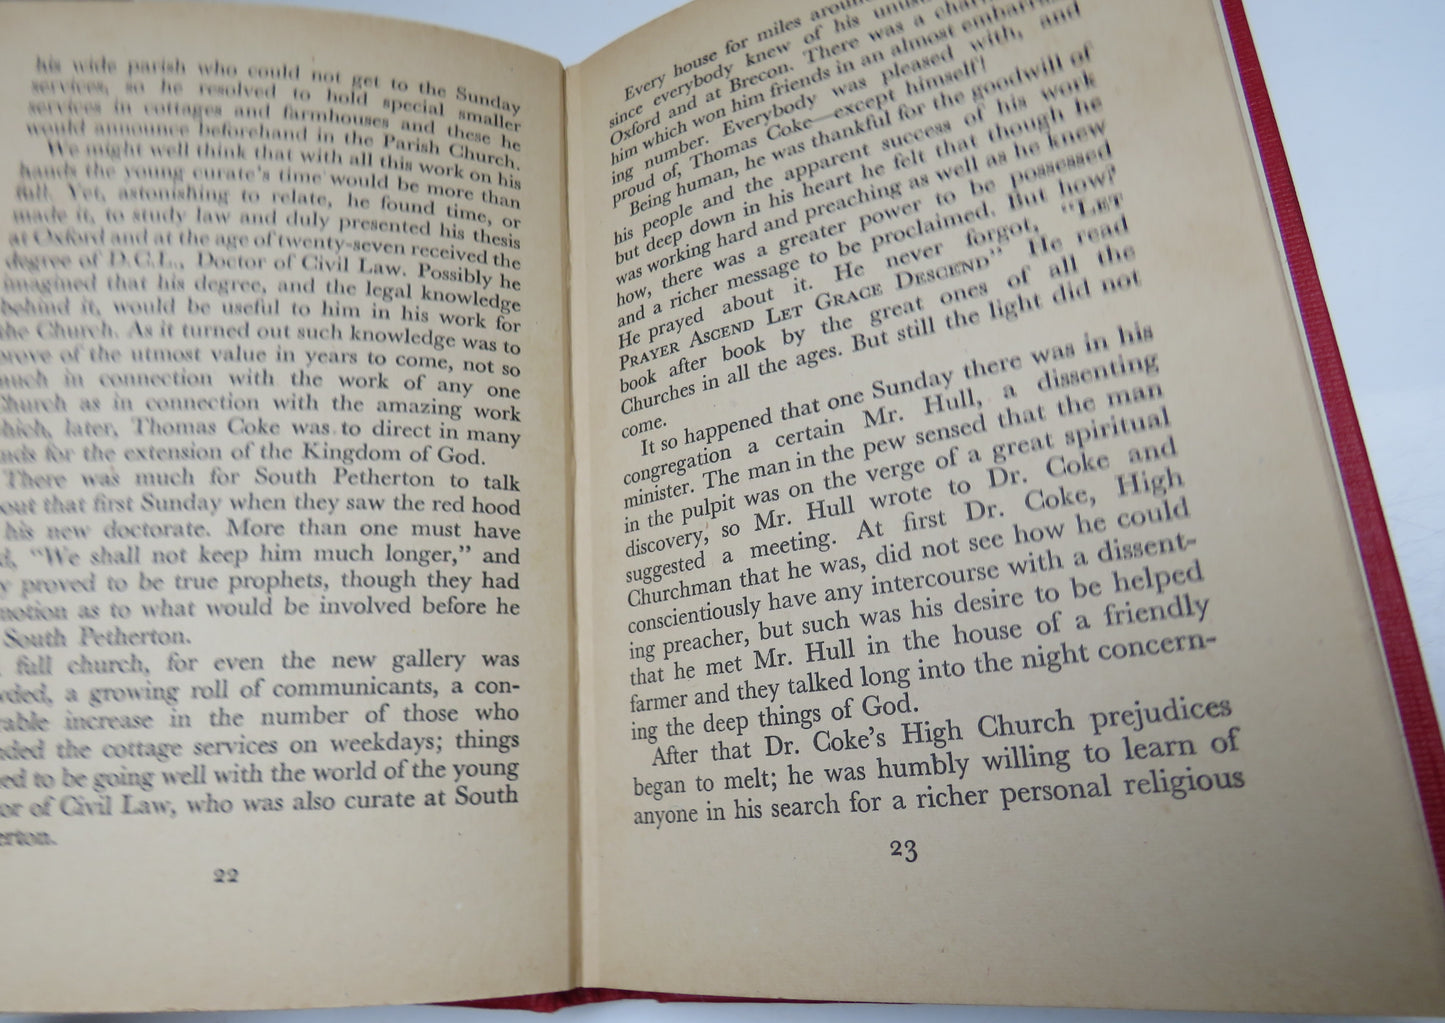 his wide parish who could not get to the Sunday
services, so he resolved to hold special smaller
services in cottages and farmhouses and these he
would announce beforehand in the Parish Church.
We might well think that with all this work on his
hands the young curate's time would be more than
full. Yet, astonishing to relate, he found time, or
made it, to study law and duly presented his thesis
at Oxford and at the age of twenty-seven received the
degree of D.C.L., Doctor of Civil Law. Possibly he
imagined that his degree, and the legal knowledge
behind it, would be useful to him in his work for
the Church. As it turned out such knowledge was to
prove of the utmost value in years to come, not so
much in connection with the work of any one
Church as in connection with the amazing work
which, later, Thomas Coke was to direct in many
nds for the extension of the Kingdom of God.
There was much for South Petherton to talk
out that first Sunday when they saw the red hood
his new doctorate. More than one must have
d, "We shall not keep him much longer," and
y proved to be true prophets, though they had
motion as to what would be involved before he
South Petherton.
full church, for even the new gallery was
wded, a growing roll of communicants, a con-
rable increase in the number of those who
nded the cottage services on weekdays; things
ed to be going well with the world of the young
or of Civil Law, who was also curate at South
erton.
22
Every house for miles around
since everybody knew of his
Oxford and at Brecon. There was a
him which won him friends in an almost embarrass-
ing number. Everybody was pleased with, and
proud of, Thomas Coke—except himself!
Being human, he was thankful for the goodwill of
his people and the apparent success of his work
but deep down in his heart he felt that though he
was working hard and preaching as well as he knew
how, there was a greater power to be possessed
and a richer message to be proclaimed. But how?
He prayed about it. He never forgot, "LET
PRAYER ASCEND LET GRACE DESCEND" He read
book after book by the great ones of all the
Churches in all the ages. But still the light did not
come.
It so happened that one Sunday there was in his
congregation a certain Mr. Hull, a dissenting
minister. The man in the pew sensed that the man
in the pulpit was on the verge of a great spiritual
discovery, so Mr. Hull wrote to Dr. Coke and
suggested a meeting. At first Dr. Coke, High
Churchman that he was, did not see how he could
conscientiously have any intercourse with a dissent-
ing preacher, but such was his desire to be helped
that he met Mr. Hull in the house of a friendly
farmer and they talked long into the night concern-
ing the deep things of God.
After that Dr. Coke's High Church prejudices
began to melt; he was humbly willing to learn of
anyone in his search for a richer personal religious
23